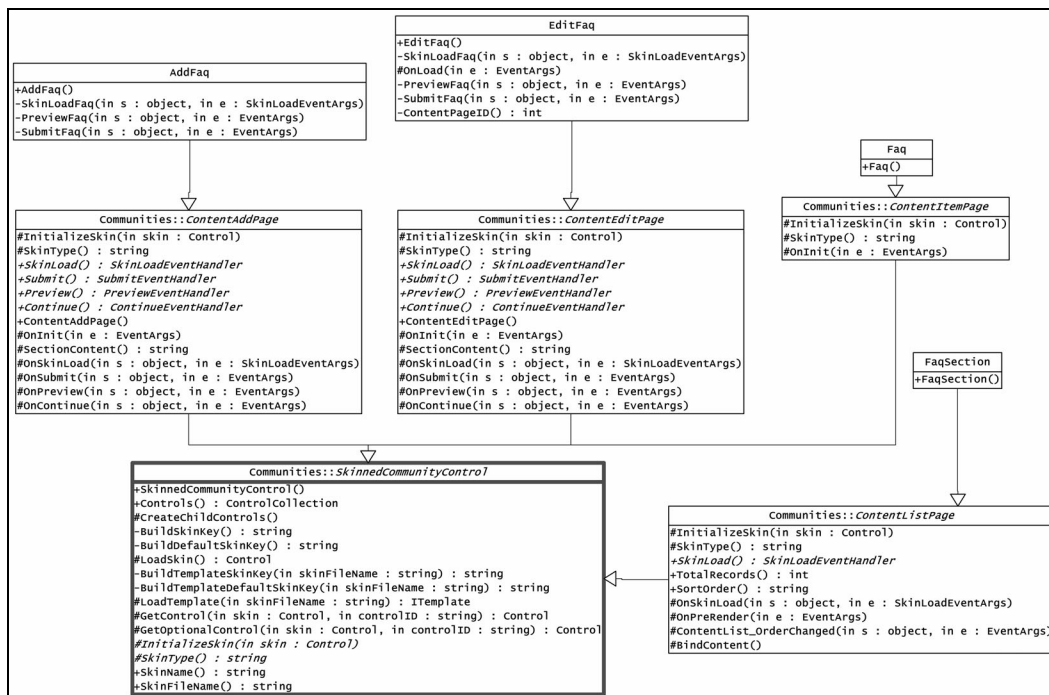 EditFaq
+EditFaq()
-SkinLoadFaq(in s : object, in e : SkinLoadEventArgs)
#OnLoad(in e : EventArgs)
-PreviewFaq(in s : object, in e : EventArgs)
-SubmitFaq(in s : object, in e : EventArgs)
-ContentPageID() : int
AddFaq
+AddFaq()
-SkinLoadFaq(in s : object, in e : SkinLoadEventArgs)
-PreviewFaq(in s : object, in e : EventArgs)
-SubmitFaq(in s : object, in e : EventArgs)
Faq
+Faq()
Communities::ContentAddPage
#InitializeSkin(in skin : Control)
#SkinType() : string
+SkinLoad() : SkinLoadEventHandler
+Submit() : SubmitEventHandler
+Preview() : PreviewEventHandler
+Continue() : ContinueEventHandler
+ContentAddPage()
#OnInit(in e : EventArgs)
#SectionContent() : string
#OnSkinLoad(in s : object, in e : SkinLoadEventArgs)
#OnSubmit(in s : object, in e : EventArgs)
#OnPreview(in s : object, in e : EventArgs)
#OnContinue(in s : object, in e : EventArgs)
Communities::ContentEditPage
#InitializeSkin(in skin : Control)
#SkinType() : string
+SkinLoad() : SkinLoadEventHandler
+Submit() : SubmitEventHandler
+Preview() : PreviewEventHandler
+Continue() : ContinueEventHandler
+ContentEditPage()
#OnInit(in e : EventArgs)
#SectionContent() : string
#OnSkinLoad(in s : object, in e : SkinLoadEventArgs)
#OnSubmit(in s : object, in e : EventArgs)
#OnPreview(in s : object, in e : EventArgs)
#OnContinue(in s : object, in e : EventArgs)
Communities::ContentItemPage
#InitializeSkin(in skin : Control)
#SkinType() : string
#OnInit(in e : EventArgs)
FaqSection
+FaqSection()
Communities::SkinnedCommunityControl
+SkinnedCommunityControl()
+Controls() : ControlCollection
#CreateChildControls()
-BuildSkinKey() : string
-BuildDefaultSkinKey() : string
#LoadSkin() : Control
-BuildTemplateSkinKey(in skinFileName : string) : string
-BuildTemplateDefaultSkinKey(in skinFileName : string) : string
#LoadTemplate(in skinFileName : string) : ITemplate
#GetControl(in skin : Control, in controlID : string) : Control
#GetOptionalControl(in skin : Control, in controlID : string) : Control
#InitializeSkin(in skin : Control)
#SkinType() : string
+SkinName() : string
+SkinFileName() : string
Communities::ContentListPage
#InitializeSkin(in skin : Control)
#SkinType() : string
+SkinLoad() : SkinLoadEventHandler
+TotalRecords() : int
+SortOrder() : string
#OnSkinLoad(in s : object, in e : SkinLoadEventArgs)
#OnPreRender(in e : EventArgs)
#ContentList_OrderChanged(in s : object, in e : EventArgs)
#BindContent()